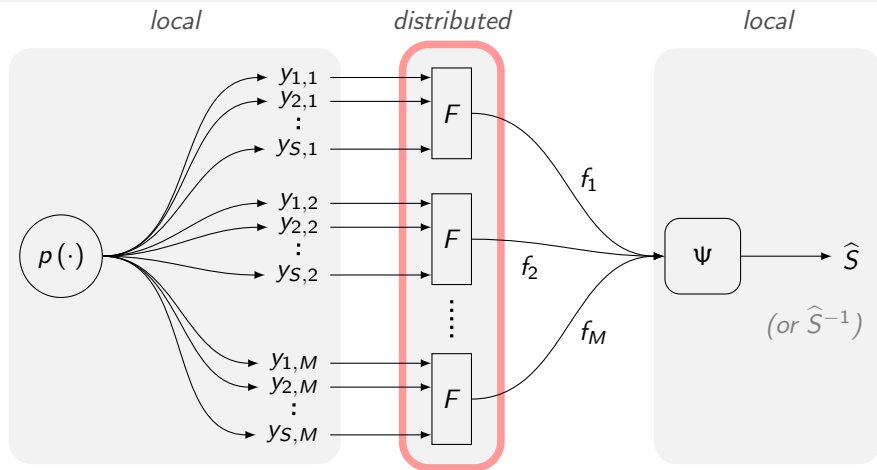 local distributed local
y1,1
y2,1
⋮
yS,1
F
f1
p(·)
y1,2
y2,2
⋮
yS,2
F
f2
Ψ
Ŝ
(or Ŝ−1)
y1,M
y2,M
⋮
yS,M
F
fM